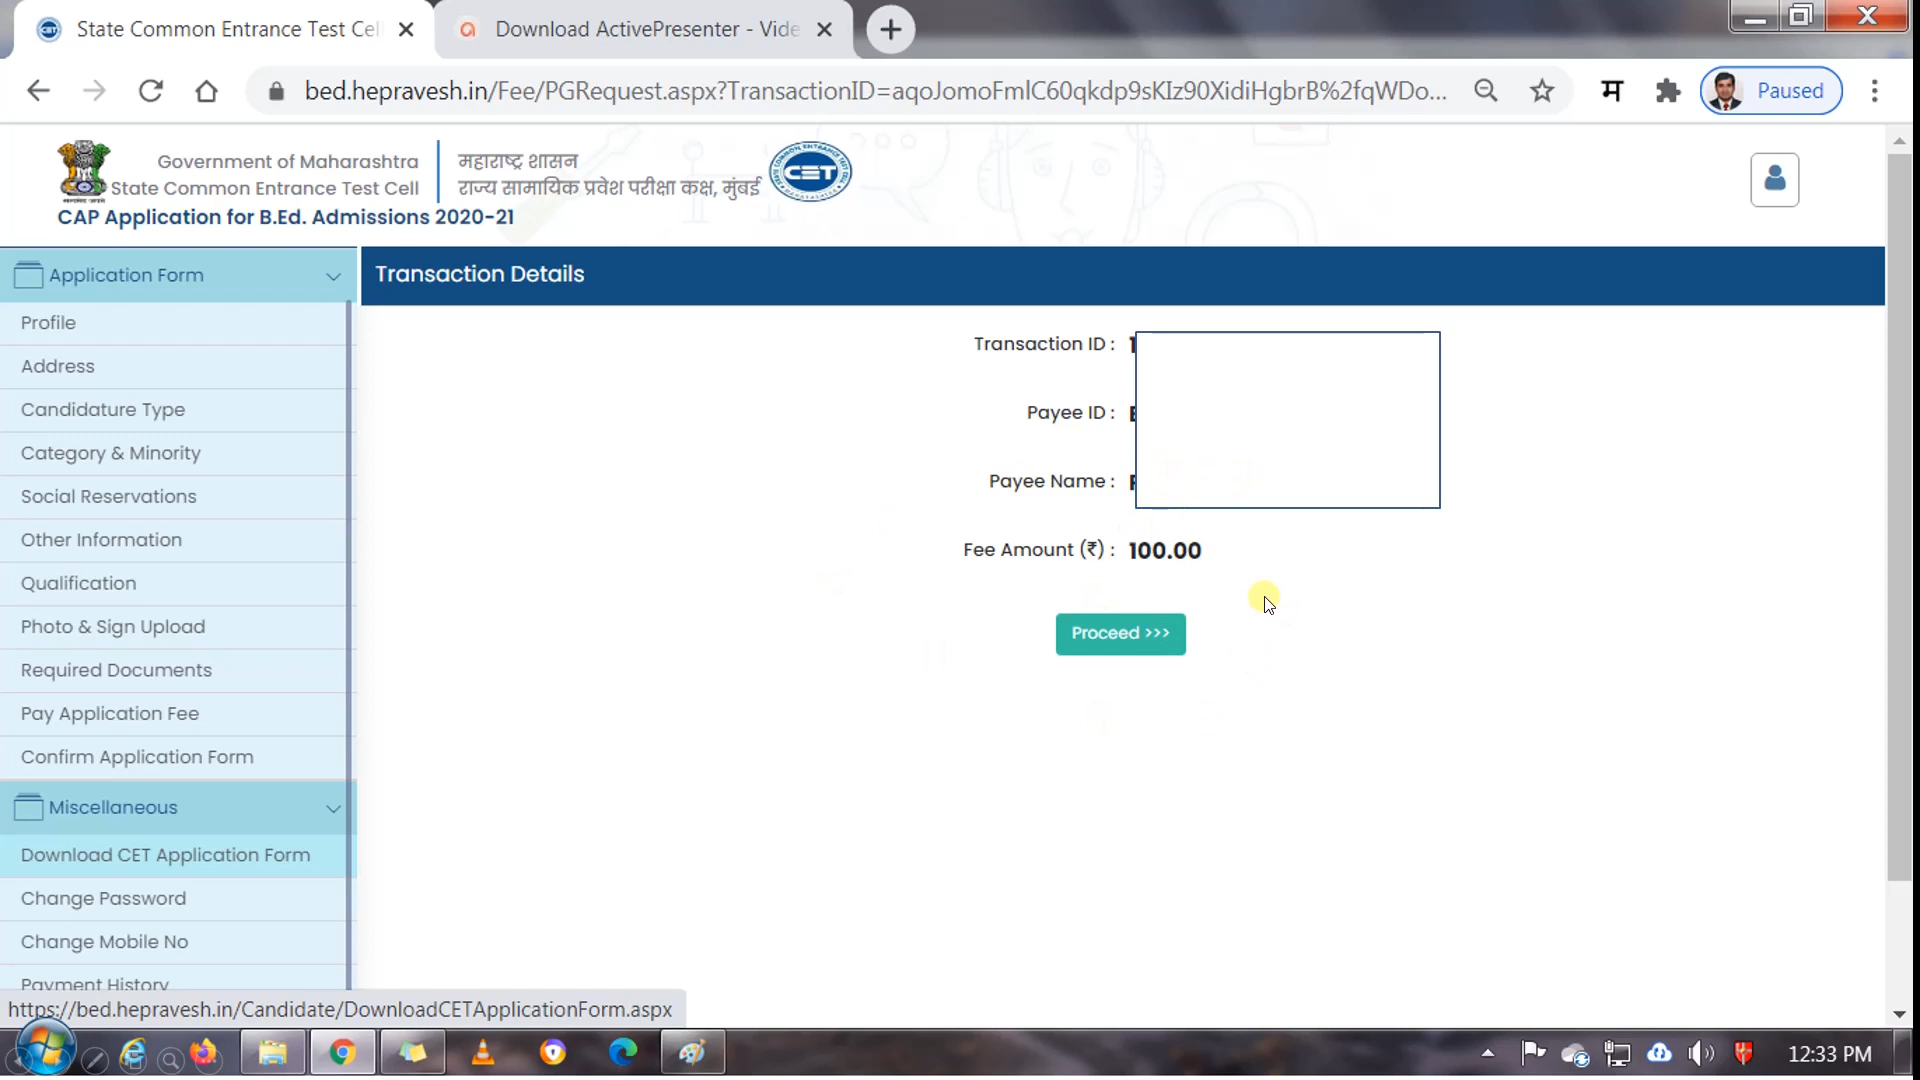 State Common Entrance Test Cel
Download ActivePresenter - Vide
bed.hepravesh.in/Fee/PGRequest.aspx?TransactionID=aqoJomoFmlC60qkdp9sKIz90XidiHgbrB%2fqWDo...
म
Paused
Government of Maharashtra
State Common Entrance Test Cell
महाराष्ट्र शासन
राज्य सामायिक प्रवेश परीक्षा कक्ष, मुंबई
CET
CAP Application for B.Ed. Admissions 2020-21
Application Form
Transaction Details
Profile
Address
Candidature Type
Category & Minority
Social Reservations
Other Information
Qualification
Photo & Sign Upload
Required Documents
Pay Application Fee
Confirm Application Form
Miscellaneous
Download CET Application Form
Change Password
Change Mobile No
Payment History
Transaction ID :
Payee ID :
Payee Name :
Fee Amount (₹) : 100.00
Proceed >>>
https://bed.hepravesh.in/Candidate/DownloadCETApplicationForm.aspx
12:33 PM